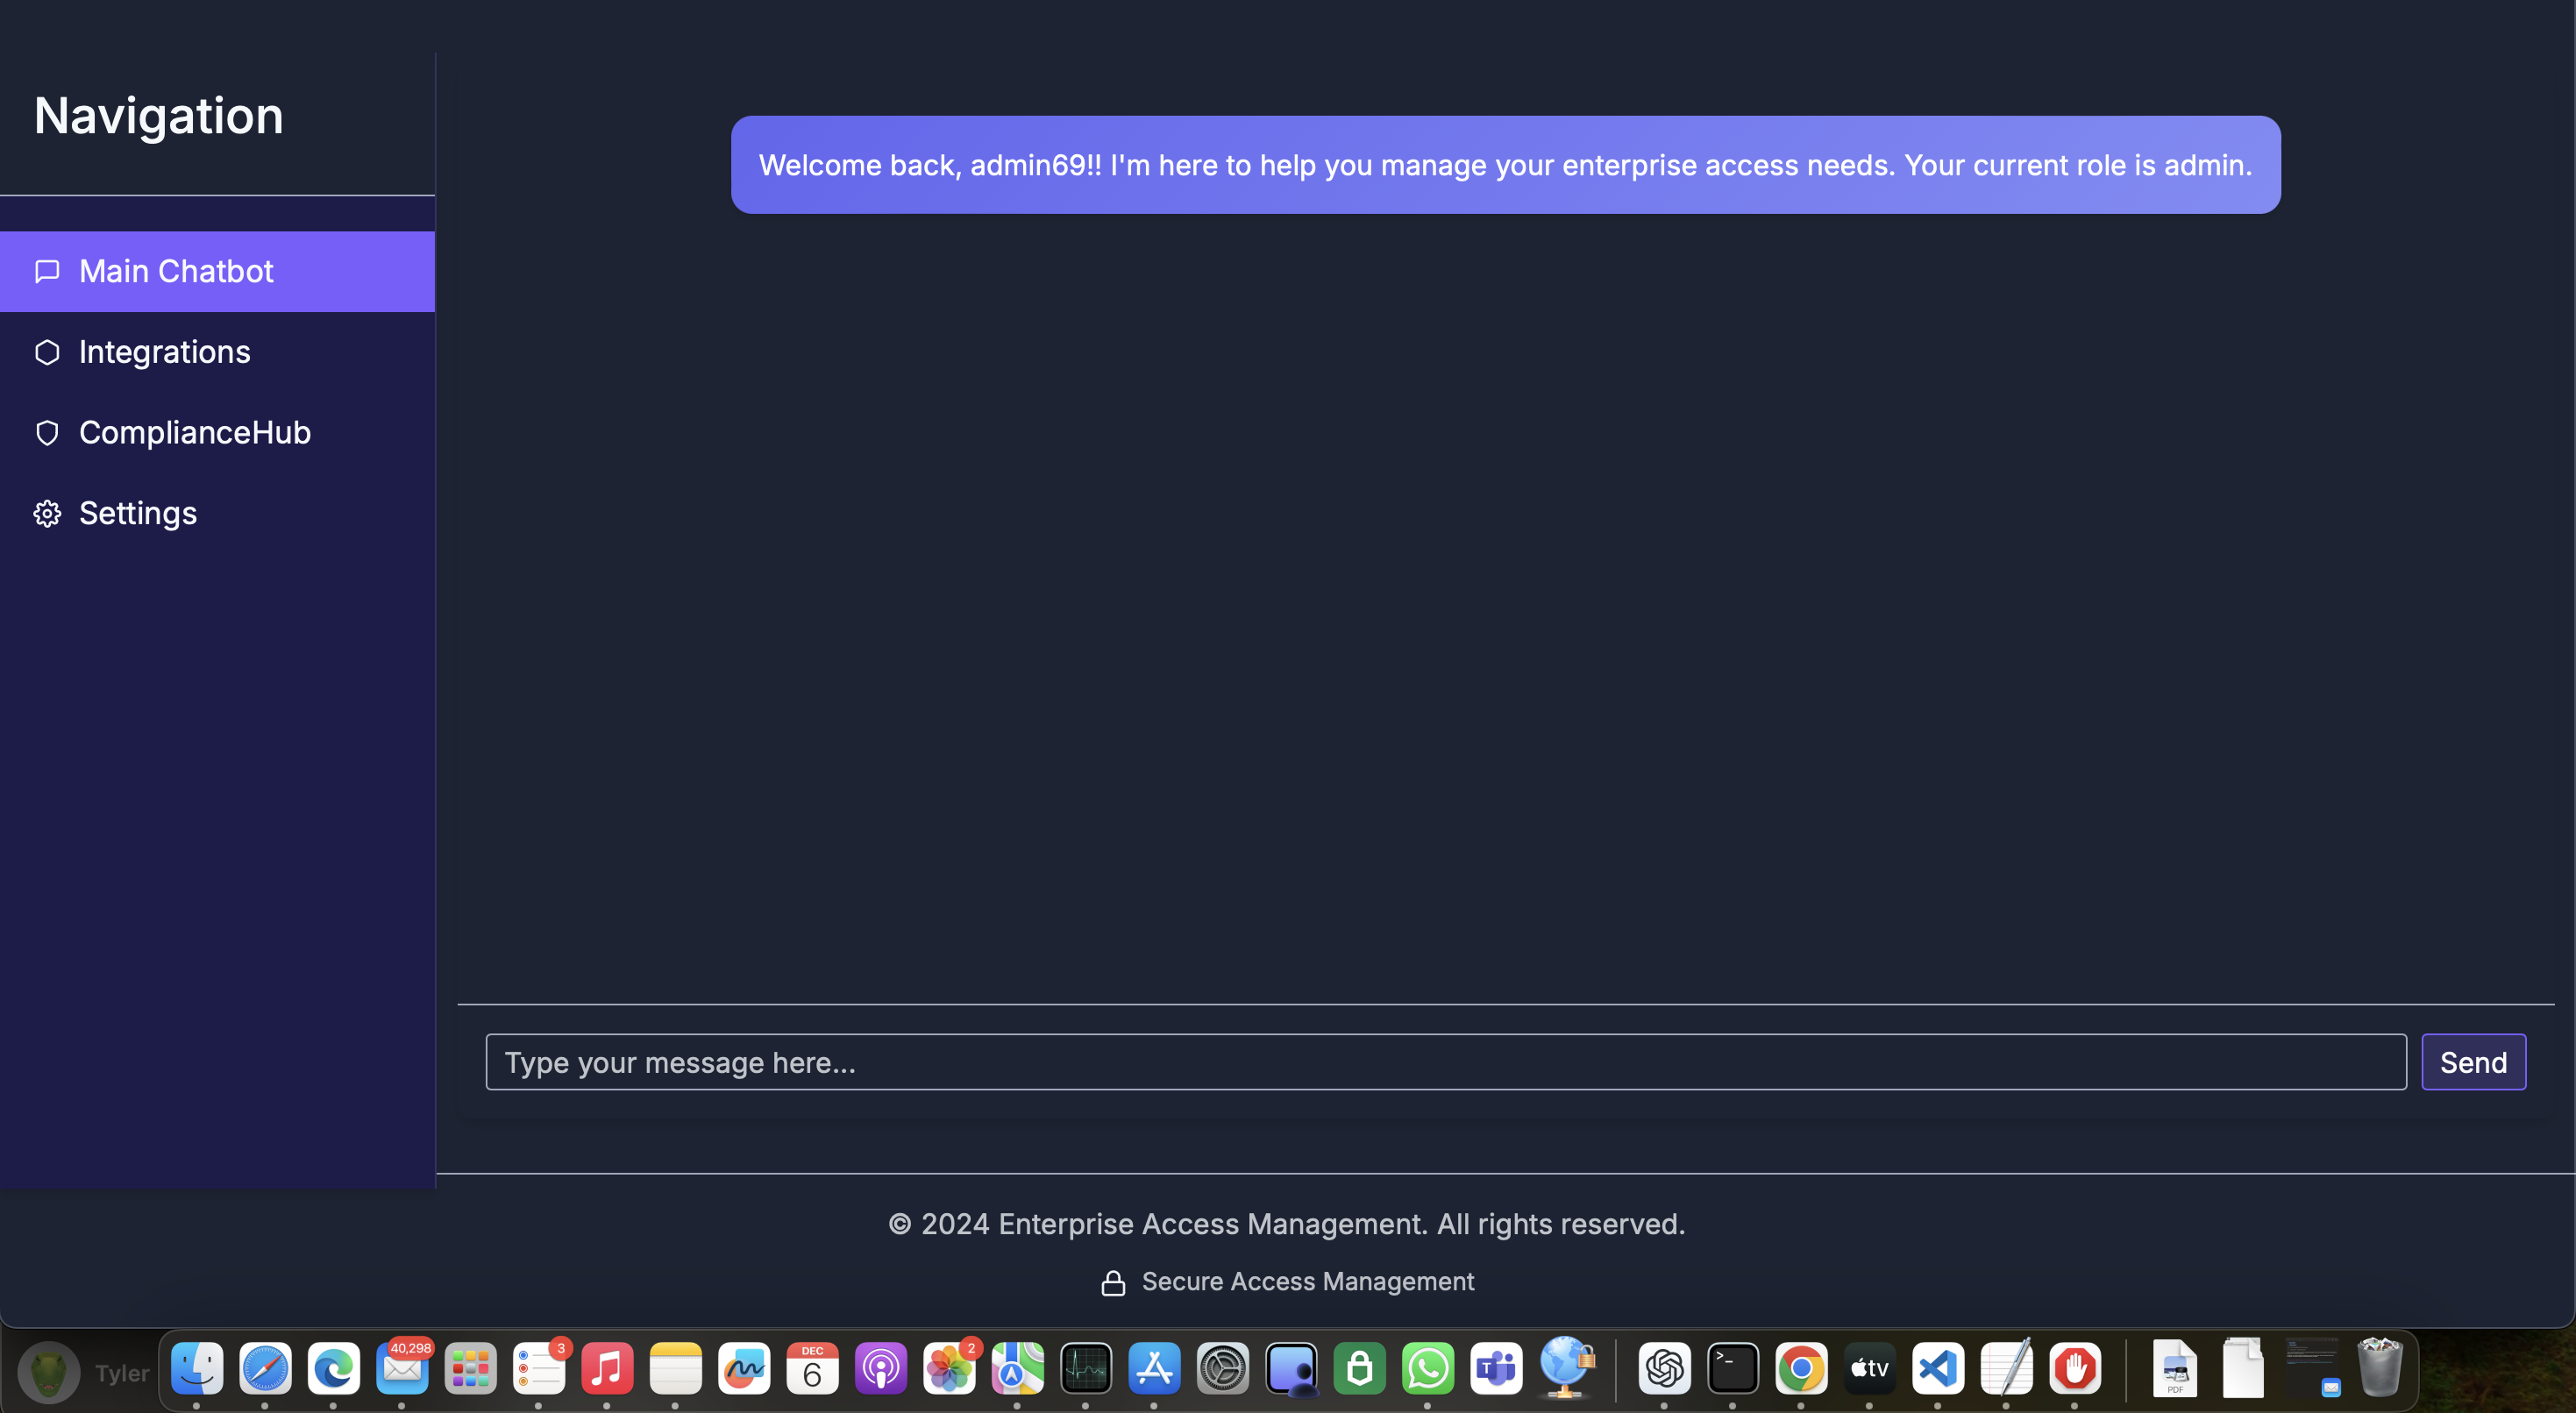 Navigation
Welcome back, admin69!! I'm here to help you manage your enterprise access needs. Your current role is admin.
Main Chatbot
Integrations
ComplianceHub
Settings
Type your message here...
Send
© 2024 Enterprise Access Management. All rights reserved.
Secure Access Management
Tyler
40,298
3
DEC
6
2
T
>_
tv
PDF